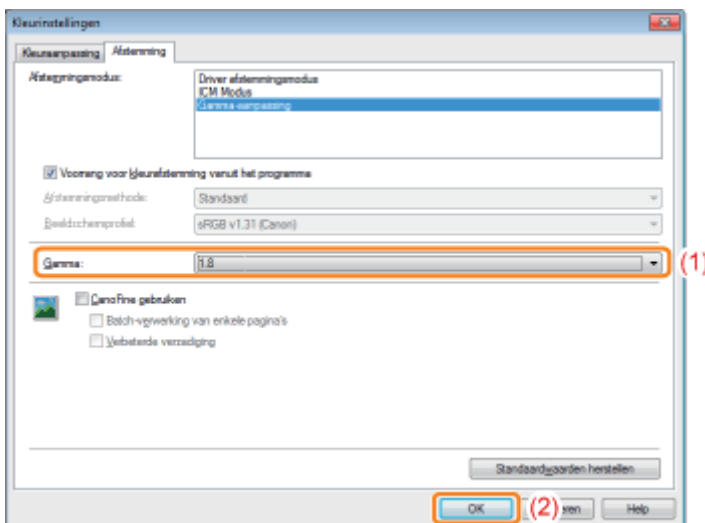 Kleurinstellingen
Kleuraanpassing Afstemming
Afstemmingsmodus: Driver afstemmingsmodus
ICM Modus
Gamma-aanpassing
Voorrang voor kleurafstemming vanuit het programma
Afstemmingsmethode: Standaard
Beeldschermprofiel: sRGB v1.31 (Canon)
Gamma: 1.8 (1)
CanoFine gebruiken
Batch-verwerking van enkele pagina's
Verbeterde verzadiging
Standaardwaarden herstellen
OK (2) eren Help